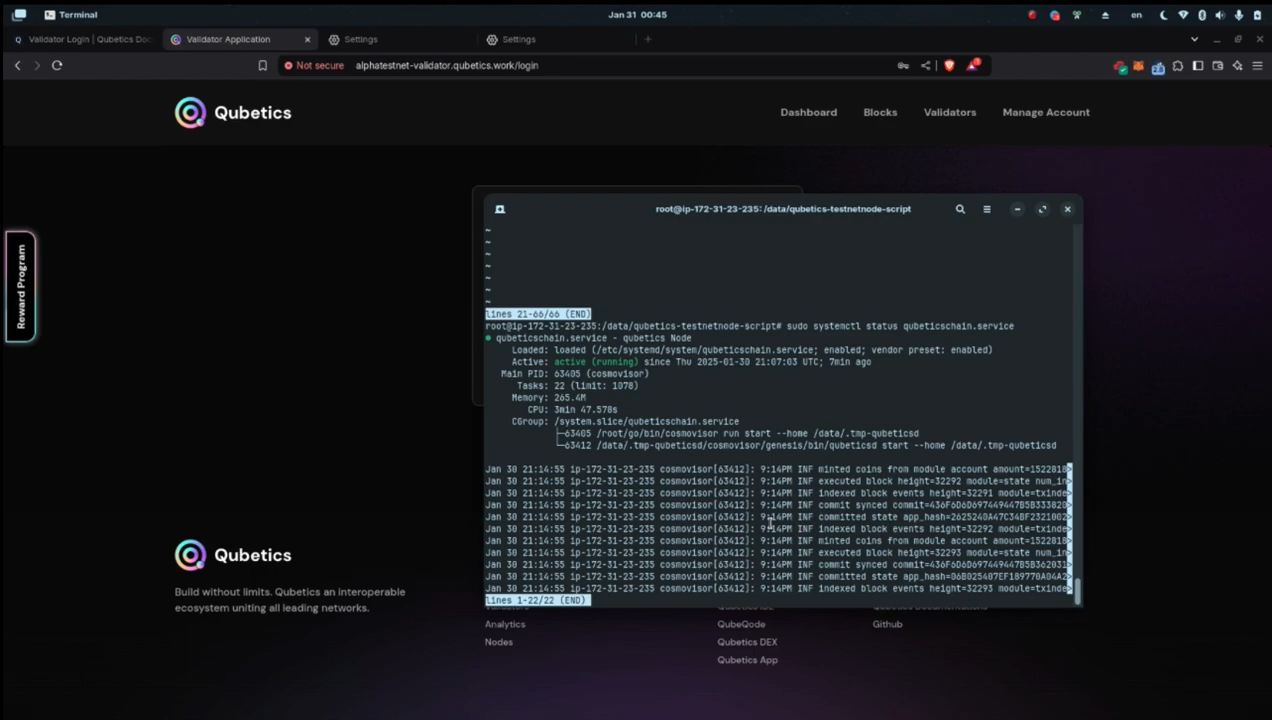 Terminal
Jan 31 00:45
en
Validator Login | Qubetics Doc
Validator Application
Settings
Settings
Not secure
alphatestnet-validator.qubetics.work/login
Qubetics
Dashboard
Blocks
Validators
Manage Account
Reward Program
root@ip-172-31-23-235: /data/qubetics-testnetnode-script
~
~
~
~
~
~
~
lines 21-66/66 (END)
root@ip-172-31-23-235:/data/qubetics-testnetnode-script# sudo systemctl status qubeticschain.service
● qubeticschain.service - qubetics Node
Loaded: loaded (/etc/systemd/system/qubeticschain.service; enabled; vendor preset: enabled)
Active: active (running) since Thu 2025-01-30 21:07:03 UTC; 7min ago
Main PID: 63405 (cosmovisor)
Tasks: 22 (limit: 1078)
Memory: 265.4M
CPU: 3min 47.570s
CGroup: /system.slice/qubeticschain.service
├─63405 /root/go/bin/cosmovisor run start --home /data/.tmp-qubeticsd
└─63412 /data/.tmp-qubeticsd/cosmovisor/genesis/bin/qubeticsd start --home /data/.tmp-qubeticsd
Jan 30 21:14:55 ip-172-31-23-235 cosmovisor[63412]: 9:14PM INF minted coins from module account amount=1522818>
Jan 30 21:14:55 ip-172-31-23-235 cosmovisor[63412]: 9:14PM INF executed block height=32292 module=state num_in>
Jan 30 21:14:55 ip-172-31-23-235 cosmovisor[63412]: 9:14PM INF indexed block events height=32291 module=txinde>
Jan 30 21:14:55 ip-172-31-23-235 cosmovisor[63412]: 9:14PM INF commit synced commit=436F6D6D697449447B5B333820>
Jan 30 21:14:55 ip-172-31-23-235 cosmovisor[63412]: 9:14PM INF committed state app_hash=2625240A47C34BF2321002>
Jan 30 21:14:55 ip-172-31-23-235 cosmovisor[63412]: 9:14PM INF indexed block events height=32292 module=txinde>
Jan 30 21:14:55 ip-172-31-23-235 cosmovisor[63412]: 9:14PM INF minted coins from module account amount=1522818>
Jan 30 21:14:55 ip-172-31-23-235 cosmovisor[63412]: 9:14PM INF executed block height=32293 module=state num_in>
Jan 30 21:14:55 ip-172-31-23-235 cosmovisor[63412]: 9:14PM INF commit synced commit=436F6D6D697449447B5B362031>
Jan 30 21:14:55 ip-172-31-23-235 cosmovisor[63412]: 9:14PM INF committed state app_hash=06B025407EF189770A04A2>
Jan 30 21:14:55 ip-172-31-23-235 cosmovisor[63412]: 9:14PM INF indexed block events height=32293 module=txinde>
lines 1-22/22 (END)
Qubetics
Build without limits. Qubetics an interoperable
ecosystem uniting all leading networks.
Analytics
Nodes
QubeQode
Qubetics DEX
Qubetics App
Github